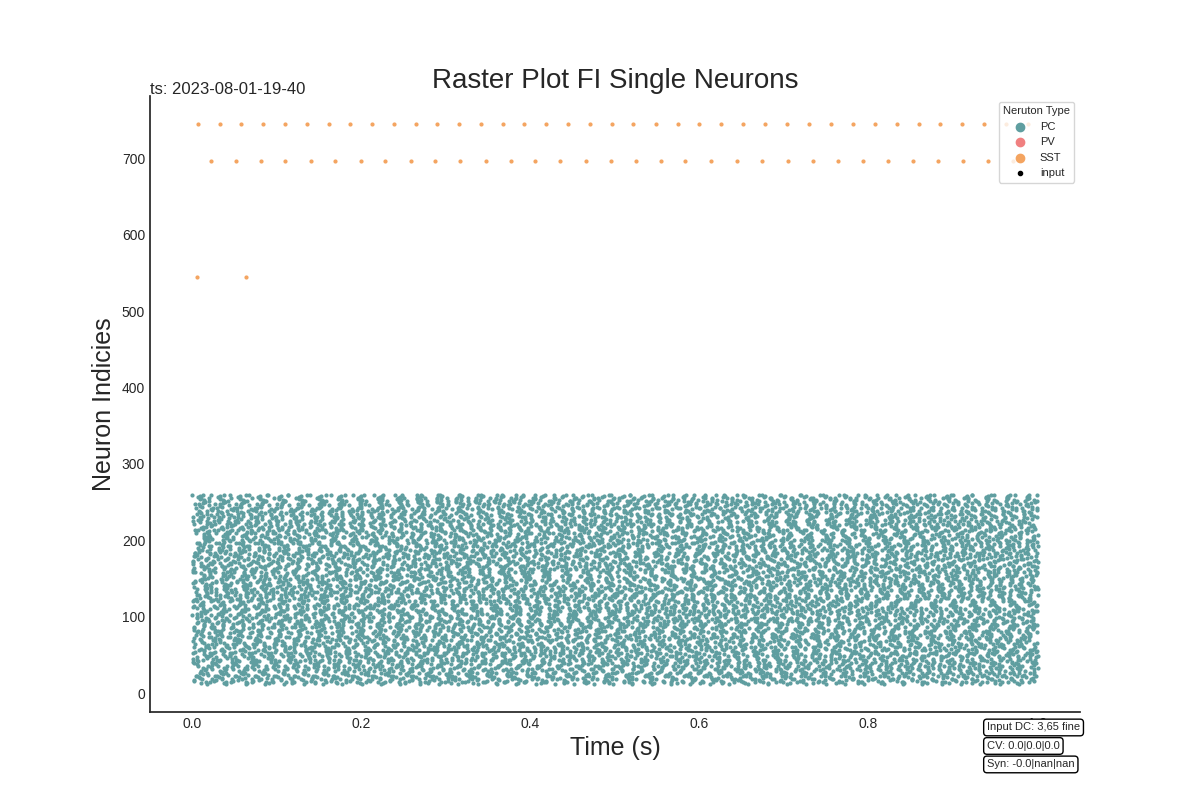 Raster Plot FI Single Neurons
ts: 2023-08-01-19-40
Neruton Type
PC
PV
SST
input
700
600
500
400
300
200
100
0
Neuron Indicies
0.0 0.2 0.4 0.6 0.8
Time (s)
Input DC: 3,65 fine
CV: 0.0|0.0|0.0
Syn: -0.0|nan|nan